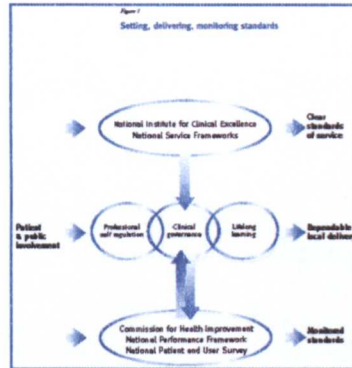 Figure 1
Setting, delivering, monitoring standards
National Institute for Clinical Excellence
National Service Frameworks
Clear
standards
of service
Patient
& public
involvement
Professional
self regulation
Clinical
governance
Lifelong
learning
Dependable
local deliver
Commission for Health Improvement
National Performance Framework
National Patient and User Survey
Monitored
standards